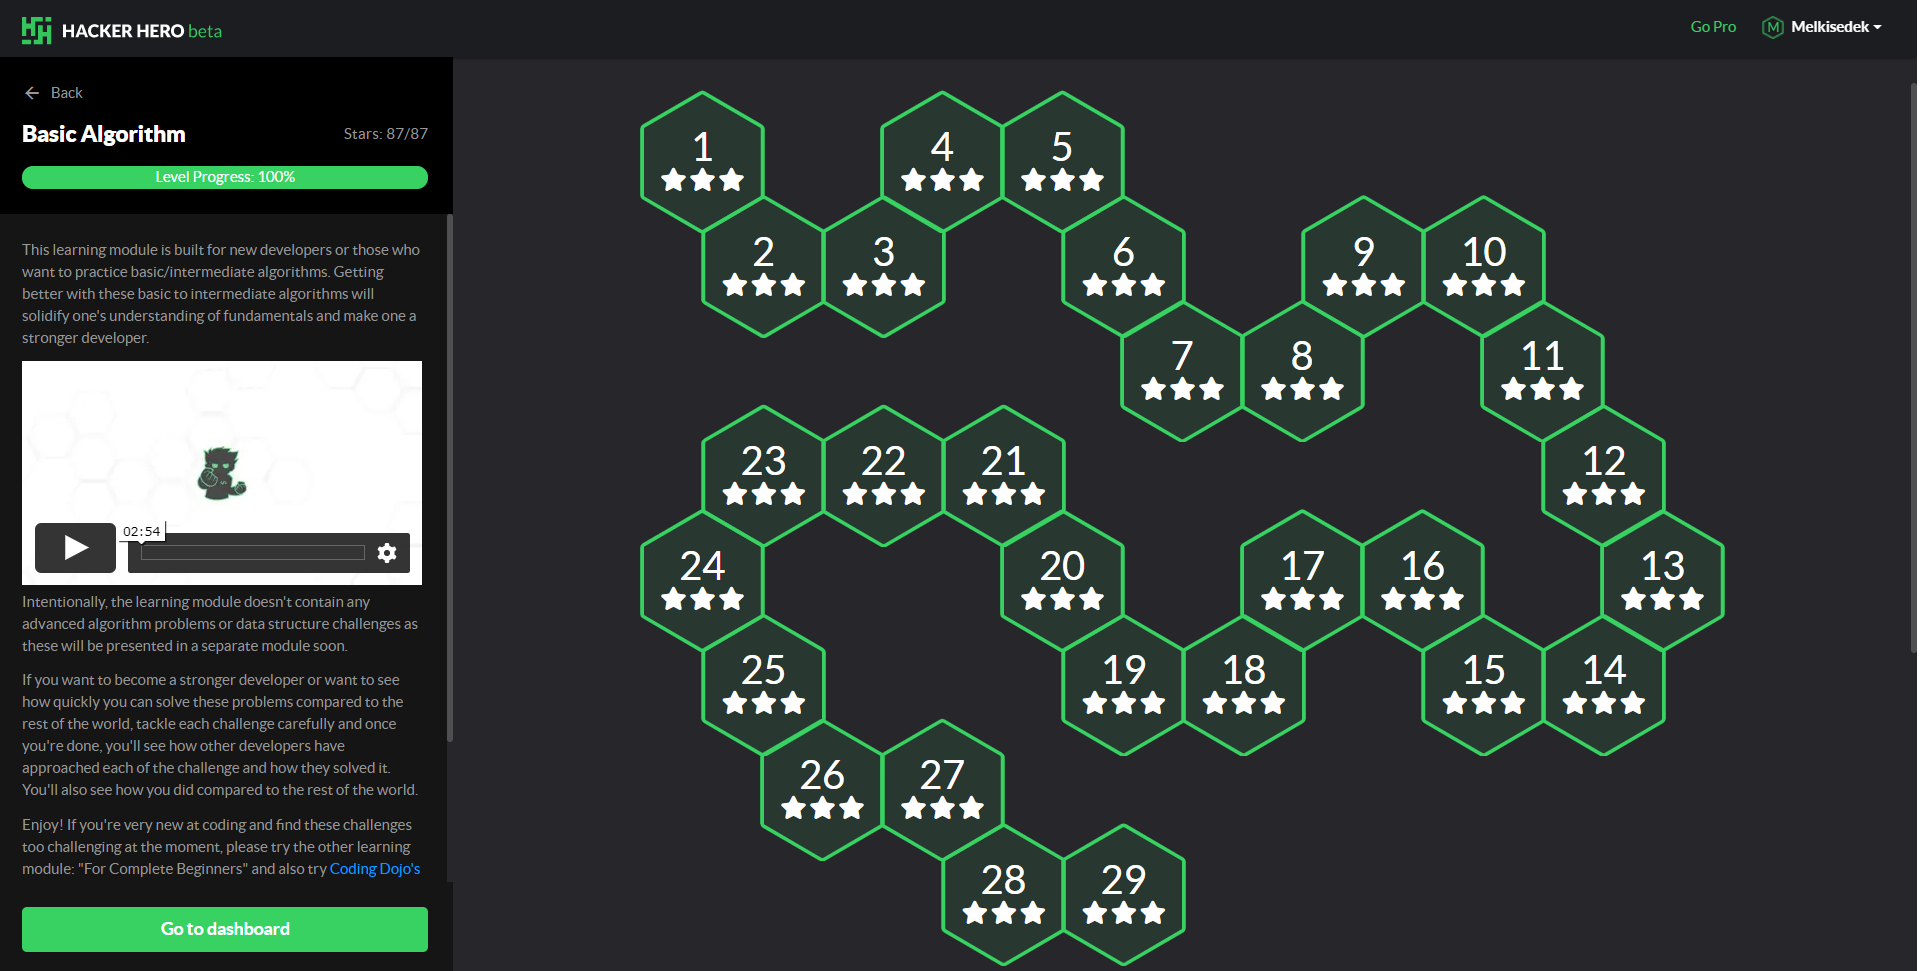 HACKER HERO beta
Go Pro
M
Melkisedek
Back
Basic Algorithm
Stars: 87/87
Level Progress: 100%
This learning module is built for new developers or those who
want to practice basic/intermediate algorithms. Getting
better with these basic to intermediate algorithms will
solidify one's understanding of fundamentals and make one a
stronger developer.
02:54
Intentionally, the learning module doesn't contain any
advanced algorithm problems or data structure challenges as
these will be presented in a separate module soon.
If you want to become a stronger developer or want to see
how quickly you can solve these problems compared to the
rest of the world, tackle each challenge carefully and once
you're done, you'll see how other developers have
approached each of the challenge and how they solved it.
You'll also see how you did compared to the rest of the world.
Enjoy! If you're very new at coding and find these challenges
too challenging at the moment, please try the other learning
module: "For Complete Beginners" and also try Coding Dojo's
Go to dashboard
1
4
5
2
3
6
9
10
7
8
11
23
22
21
12
24
20
17
16
13
25
19
18
15
14
26
27
28
29